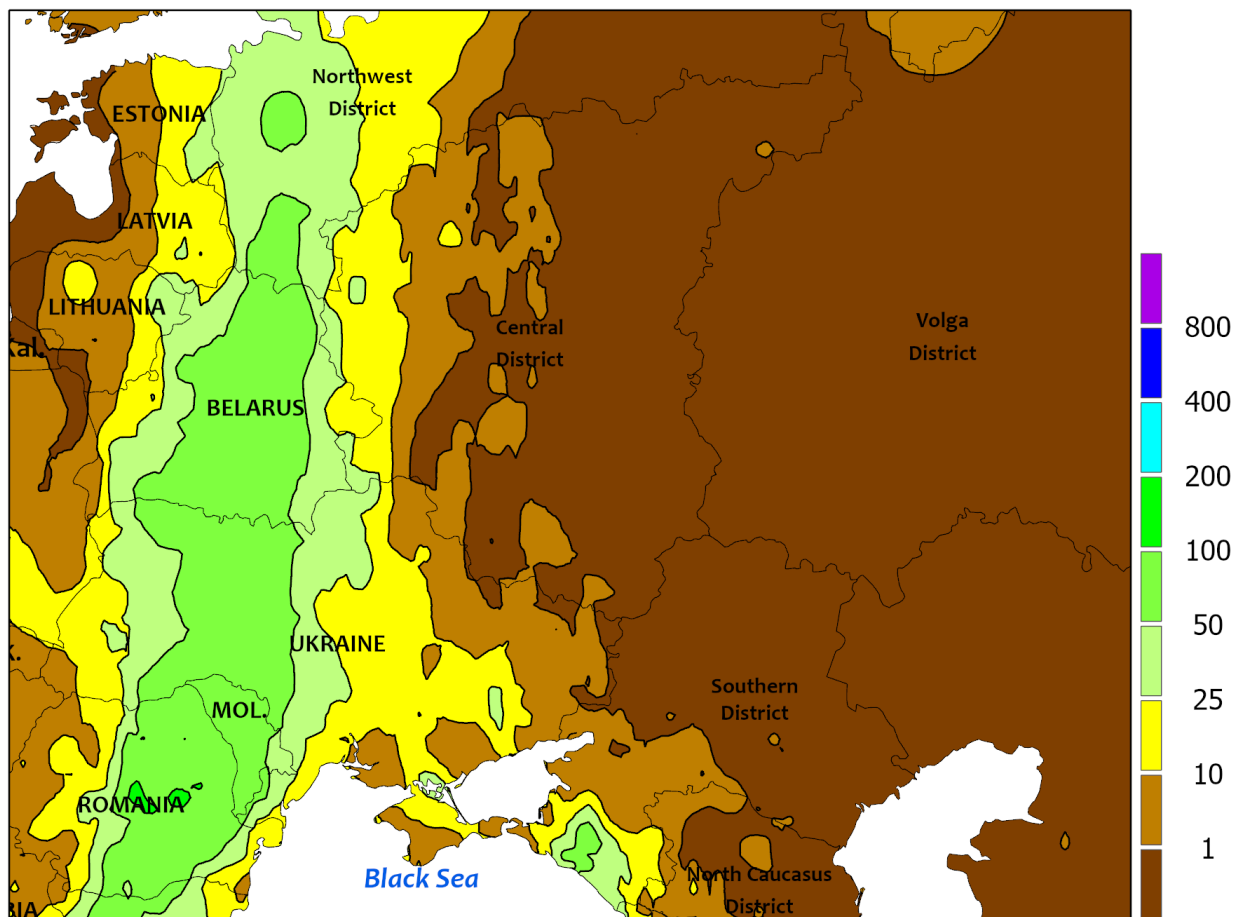 Northwest
District
ESTONIA
LATVIA
LITHUANIA
Kal.
Central
District
Volga
District
BELARUS
UKRAINE
MOL.
Southern
District
ROMANIA
Black Sea
North Caucasus
District
800
400
200
100
50
25
10
1